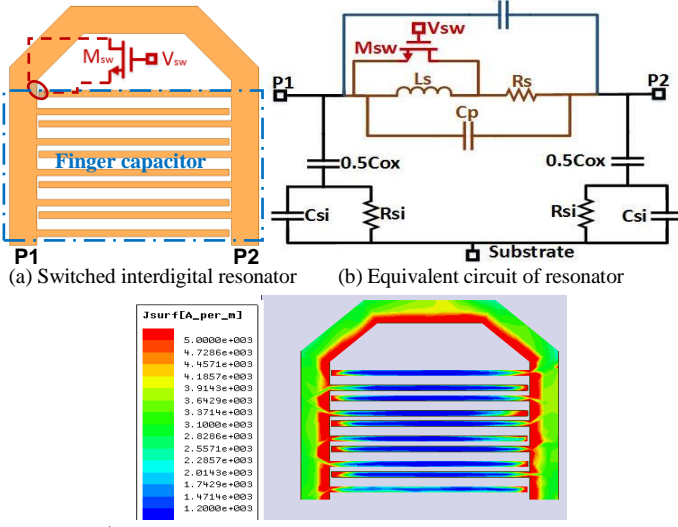 Msw
Vsw
Finger capacitor
P1
P2
(a) Switched interdigital resonator
Vsw
Msw
P1
Ls
Rs
P2
Cp
0.5Cox
0.5Cox
Csi
Rsi
Rsi
Csi
Substrate
(b) Equivalent circuit of resonator
Jsurf[A_per_m]
5.0000e+003
4.7286e+003
4.4571e+003
4.1857e+003
3.9143e+003
3.6429e+003
3.3714e+003
3.1000e+003
2.8286e+003
2.5571e+003
2.2857e+003
2.0143e+003
1.7429e+003
1.4714e+003
1.2000e+003